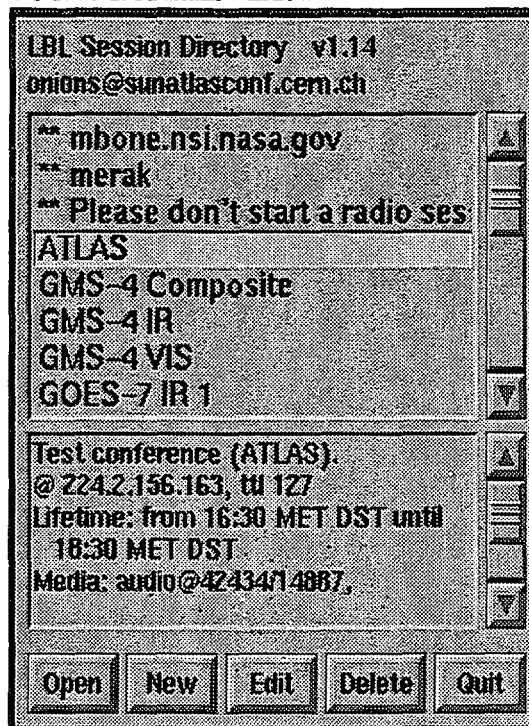 LBL Session Directory v1.14
onions@sunatlasconf.cern.ch
** mbone.nsi.nasa.gov
** merak
** Please don't start a radio ses
ATLAS
GMS-4 Composite
GMS-4 IR
GMS-4 VIS
GOES-7 IR 1
Test conference (ATLAS).
@ 224.2.156.163, ttl 127
Lifetime: from 16:30 MET DST until
18:30 MET DST
Media: audio@42434/14887,
Open New Edit Delete Quit